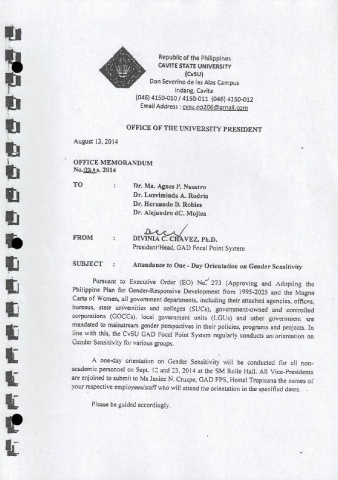 Republic of the Philippines
CAVITE STATE UNIVERSITY
(CvSU)
Don Severino de las Alas Campus
Indang, Cavite
(046) 4150-010 / 4150-011 (046) 4150-012
Email Address : cvsu.op206@gmail.com
OFFICE OF THE UNIVERSITY PRESIDENT
August 13, 2014
OFFICE MEMORANDUM
No. s. 2014
TO : Dr. Ma. Agnes P. Nuestro
Dr. Luzviminda A. Rodrin
Dr. Hernando D. Robles
Dr. Alejandro dC. Mojica
FROM : DIVINIA C. CHAVEZ, Ph.D.
President/Head, GAD Focal Point System
SUBJECT : Attendance to One - Day Orientation on Gender Sensitivity
Pursuant to Executive Order (EO) No. 273 (Approving and Adopting the
Philippine Plan for Gender-Responsive Development from 1995-2025 and the Magna
Carta of Women, all government departments, including their attached agencies, offices,
bureaus, state universities and colleges (SUCs), government-owned and controlled
corporations (GOCCs), local government units (LGUs) and other government are
mandated to mainstream gender perspectives in their policies, programs and projects. In
line with this, the CvSU GAD Focal Point System regularly conducts an orientation on
Gender Sensitivity for various groups.
A one-day orientation on Gender Sensitivity will be conducted for all non-
academic personnel on Sept. 12 and 23, 2014 at the SM Rolle Hall. All Vice-Presidents
are enjoined to submit to Ms Janice N. Cruzpe, GAD FPS, Hostel Tropicana the names of
your respective employees/staff who will attend the orientation in the specified dates.
Please be guided accordingly.